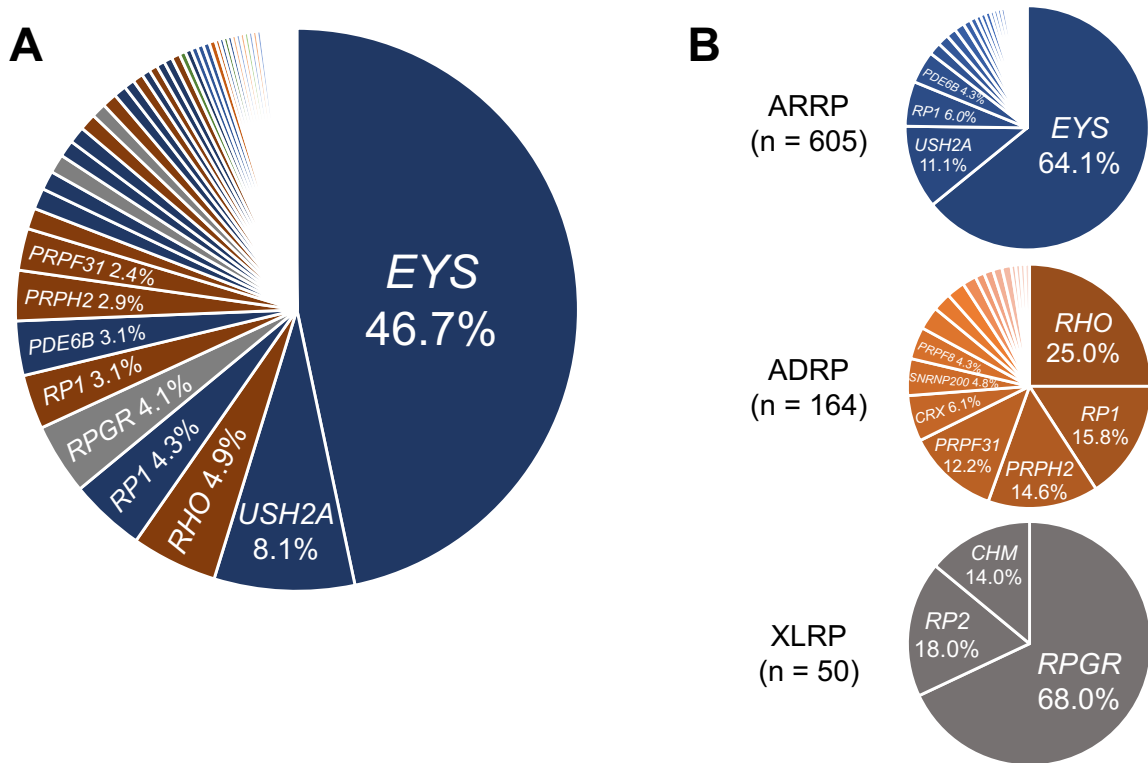 A
EYS
46.7%
USH2A
8.1%
RHO 4.9%
RP1 4.3%
RPGR 4.1%
RP1 3.1%
PDE6B 3.1%
PRPH2 2.9%
PRPF31 2.4%
B
ARRP
(n = 605)
EYS
64.1%
USH2A
11.1%
RP1 6.0%
PDE6B 4.3%
ADRP
(n = 164)
RHO
25.0%
RP1
15.8%
PRPH2
14.6%
PRPF31
12.2%
CRX 6.1%
SNRNP200 4.8%
PRPF8 4.3%
XLRP
(n = 50)
RPGR
68.0%
RP2
18.0%
CHM
14.0%